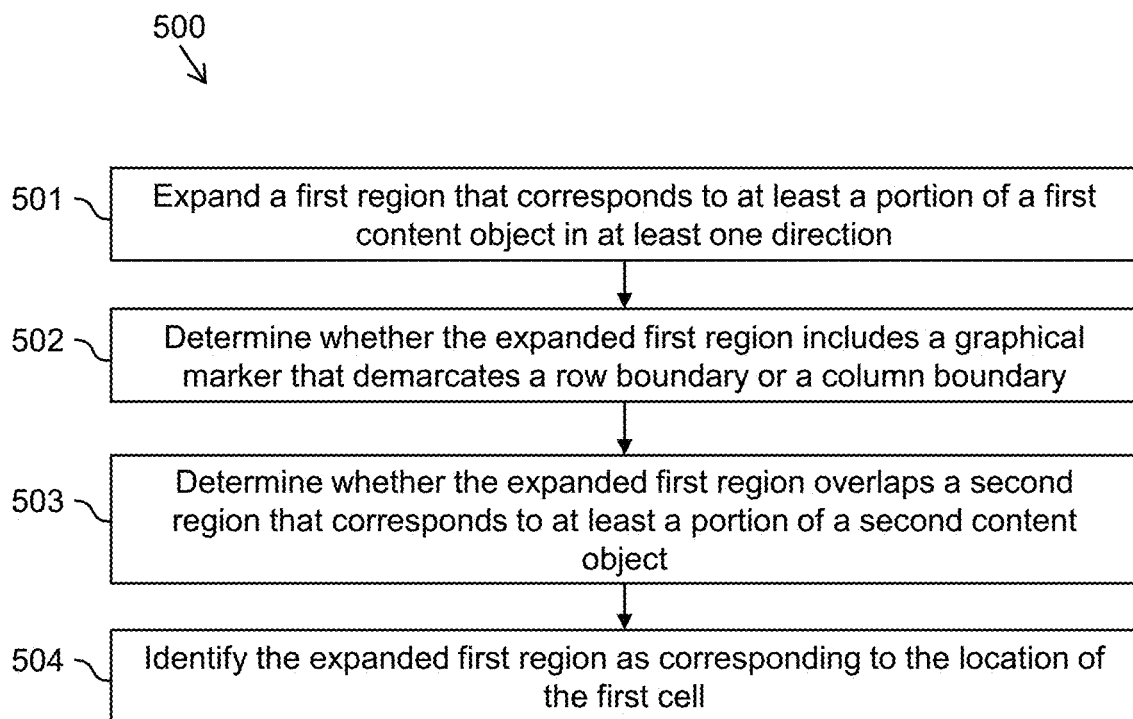 500
501
Expand a first region that corresponds to at least a portion of a first
content object in at least one direction
502
Determine whether the expanded first region includes a graphical
marker that demarcates a row boundary or a column boundary
503
Determine whether the expanded first region overlaps a second
region that corresponds to at least a portion of a second content
object
504
Identify the expanded first region as corresponding to the location of
the first cell